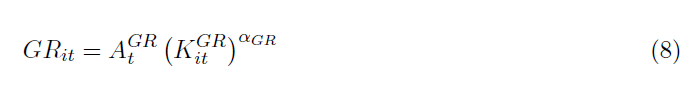 GR_{it} = A_t^{GR} (K_{it}^{GR})^{α_{GR}} (8)